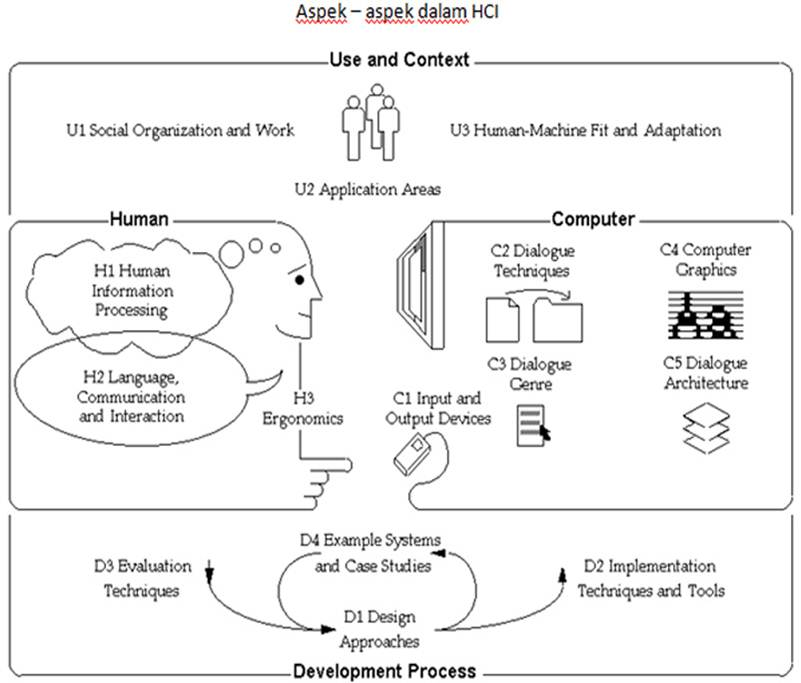 Aspek – aspek dalam HCI
Use and Context
U1 Social Organization and Work
U3 Human-Machine Fit and Adaptation
U2 Application Areas
Human
Computer
H1 Human
Information
Processing
H2 Language,
Communication
and Interaction
H3
Ergonomics
C2 Dialogue
Techniques
C4 Computer
Graphics
C3 Dialogue
Genre
C5 Dialogue
Architecture
C1 Input and
Output Devices
D4 Example Systems
and Case Studies
D3 Evaluation
Techniques
D2 Implementation
Techniques and Tools
D1 Design
Approaches
Development Process